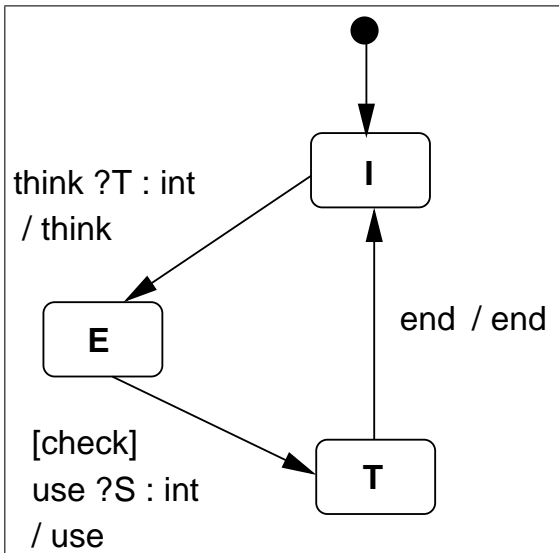 I
think ?T : int
/ think
E
end / end
[check]
use ?S : int
/ use
T